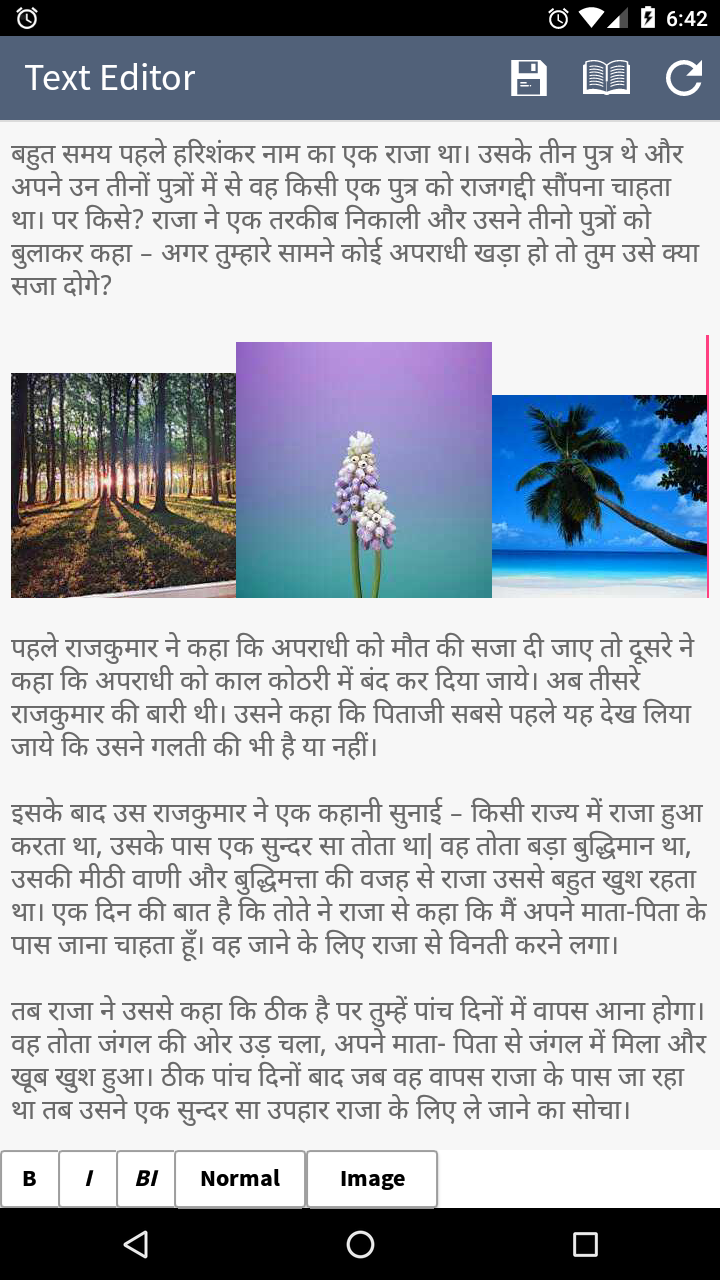 6:42
Text Editor
बहुत समय पहले हरिशंकर नाम का एक राजा था। उसके तीन पुत्र थे और
अपने उन तीनों पुत्रों में से वह किसी एक पुत्र को राजगद्दी सौंपना चाहता
था। पर किसे? राजा ने एक तरकीब निकाली और उसने तीनो पुत्रों को
बुलाकर कहा – अगर तुम्हारे सामने कोई अपराधी खड़ा हो तो तुम उसे क्या
सजा दोगे?
पहले राजकुमार ने कहा कि अपराधी को मौत की सजा दी जाए तो दूसरे ने
कहा कि अपराधी को काल कोठरी में बंद कर दिया जाये। अब तीसरे
राजकुमार की बारी थी। उसने कहा कि पिताजी सबसे पहले यह देख लिया
जाये कि उसने गलती की भी है या नहीं।
इसके बाद उस राजकुमार ने एक कहानी सुनाई – किसी राज्य में राजा हुआ
करता था, उसके पास एक सुन्दर सा तोता था| वह तोता बड़ा बुद्धिमान था,
उसकी मीठी वाणी और बुद्धिमत्ता की वजह से राजा उससे बहुत खुश रहता
था। एक दिन की बात है कि तोते ने राजा से कहा कि मैं अपने माता-पिता के
पास जाना चाहता हूँ। वह जाने के लिए राजा से विनती करने लगा।
तब राजा ने उससे कहा कि ठीक है पर तुम्हें पांच दिनों में वापस आना होगा।
वह तोता जंगल की ओर उड़ चला, अपने माता- पिता से जंगल में मिला और
खूब खुश हुआ। ठीक पांच दिनों बाद जब वह वापस राजा के पास जा रहा
था तब उसने एक सुन्दर सा उपहार राजा के लिए ले जाने का सोचा।
B I BI Normal Image